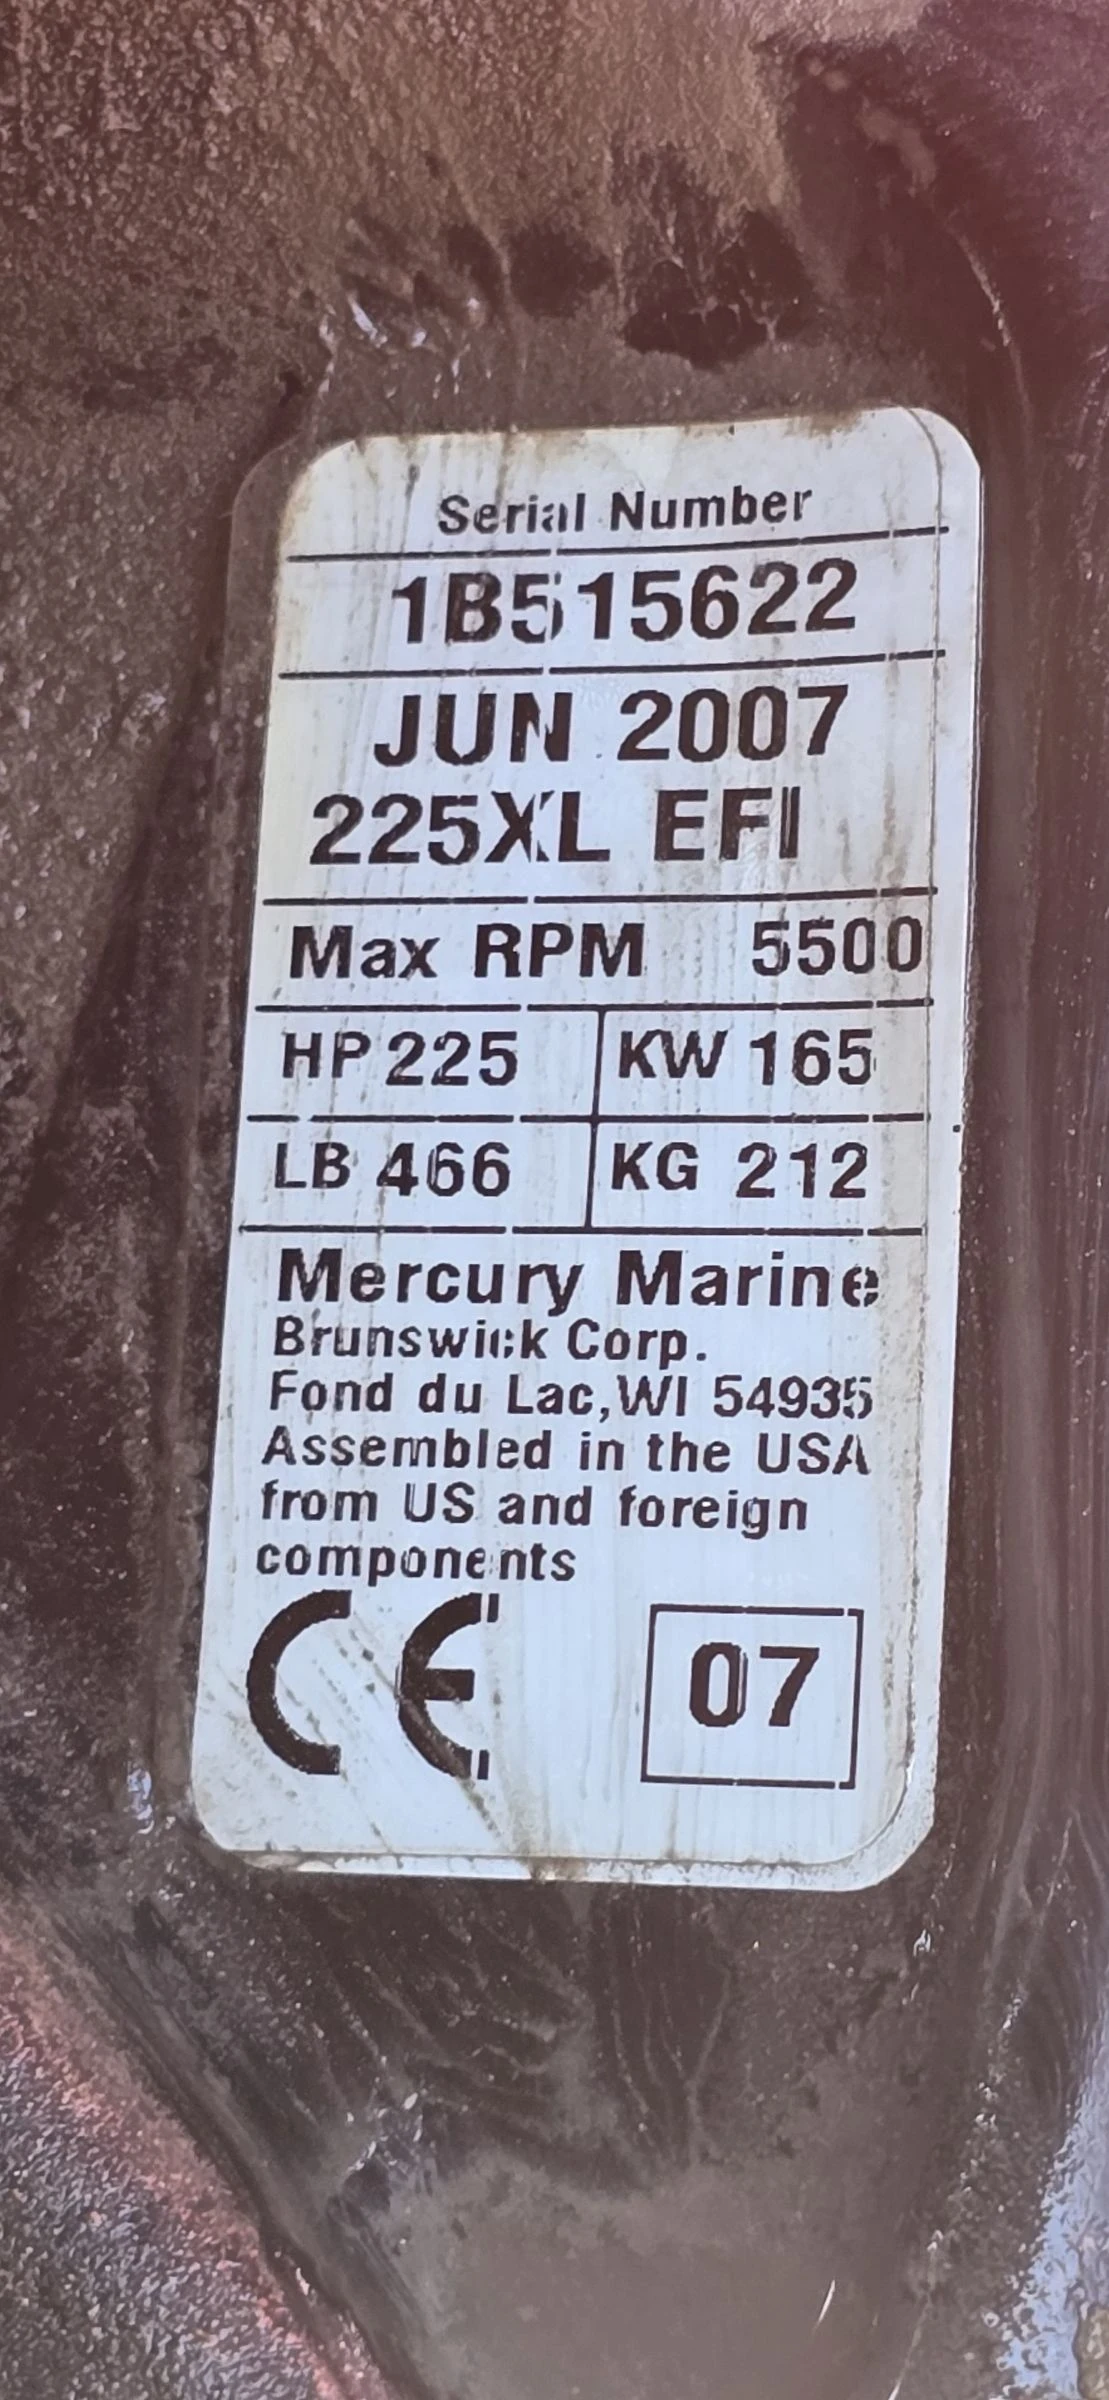 Serial Number
1B515622
JUN 2007
225XL EFI
Max RPM 5500
HP 225 KW 165
LB 466 KG 212
Mercury Marine
Brunswick Corp.
Fond du Lac, WI 54935
Assembled in the USA
from US and foreign
components
CE 07